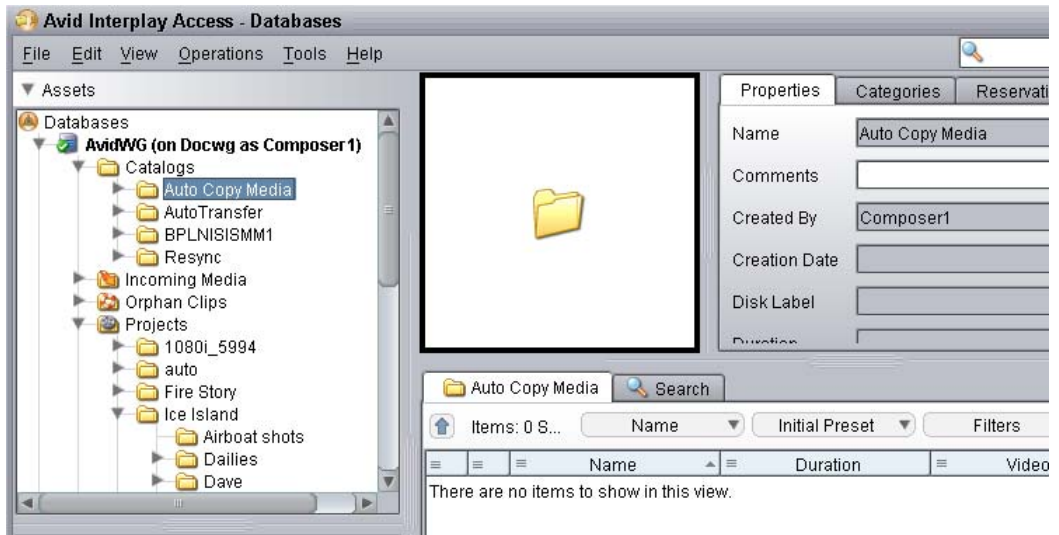 Avid Interplay Access - Databases
File Edit View Operations Tools Help
Assets
Databases
AvidWG (on Docwg as Composer1)
Catalogs
Auto Copy Media
AutoTransfer
BPLNISISMM1
Resync
Incoming Media
Orphan Clips
Projects
1080i_5994
auto
Fire Story
Ice Island
Airboat shots
Dailies
Dave
Properties Categories Reservati
Name Auto Copy Media
Comments
Created By Composer1
Creation Date
Disk Label
Duration
Auto Copy Media Search
Items: 0 S... Name Initial Preset Filters
Name Duration Video
There are no items to show in this view.